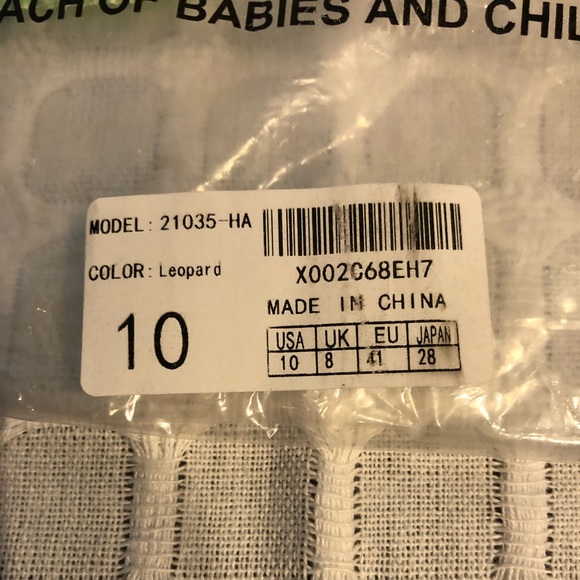 ACH OF BABIES AND CHIL
MODEL: 21035-HA
COLOR: Leopard
10
X002C68EH7
MADE IN CHINA
USA UK EU JAPAN
10 8 41 28